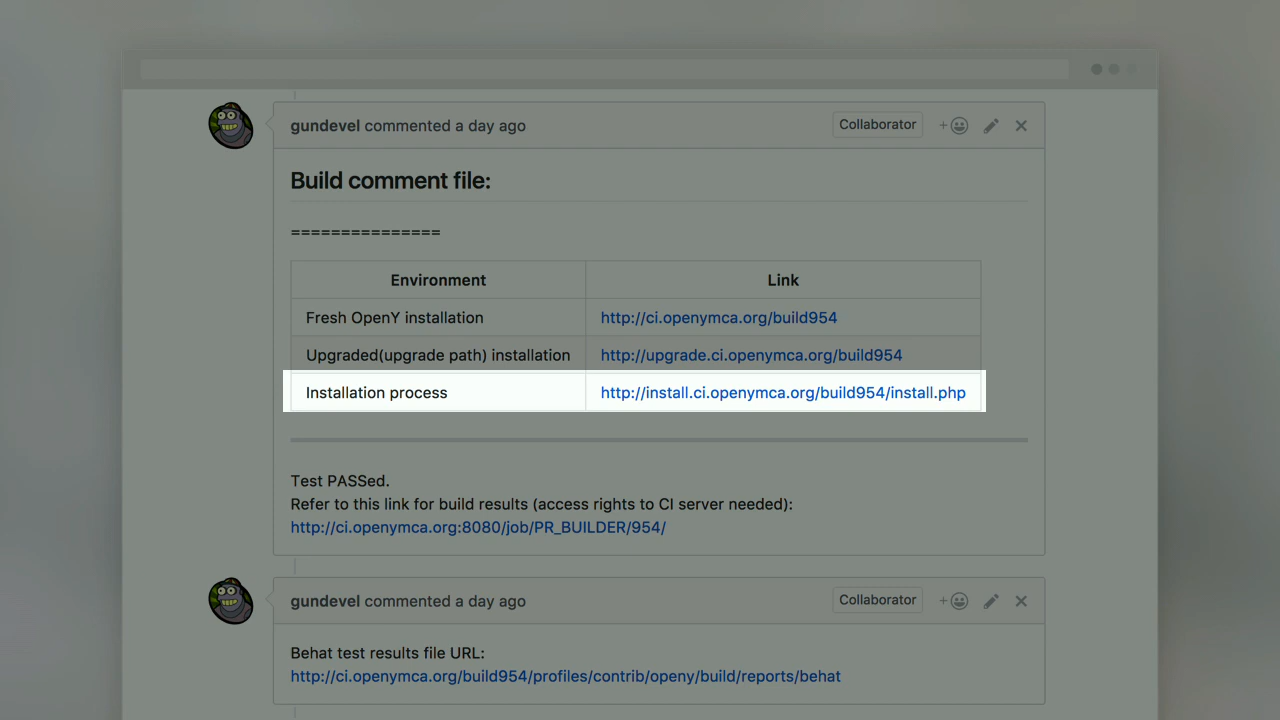 gundevel commented a day ago Collaborator
Build comment file:
===============
Environment Link
Fresh OpenY installation http://ci.openymca.org/build954
Upgraded(upgrade path) installation http://upgrade.ci.openymca.org/build954
Installation process http://install.ci.openymca.org/build954/install.php
Test PASSed.
Refer to this link for build results (access rights to CI server needed):
http://ci.openymca.org:8080/job/PR_BUILDER/954/
gundevel commented a day ago Collaborator
Behat test results file URL:
http://ci.openymca.org/build954/profiles/contrib/openy/build/reports/behat